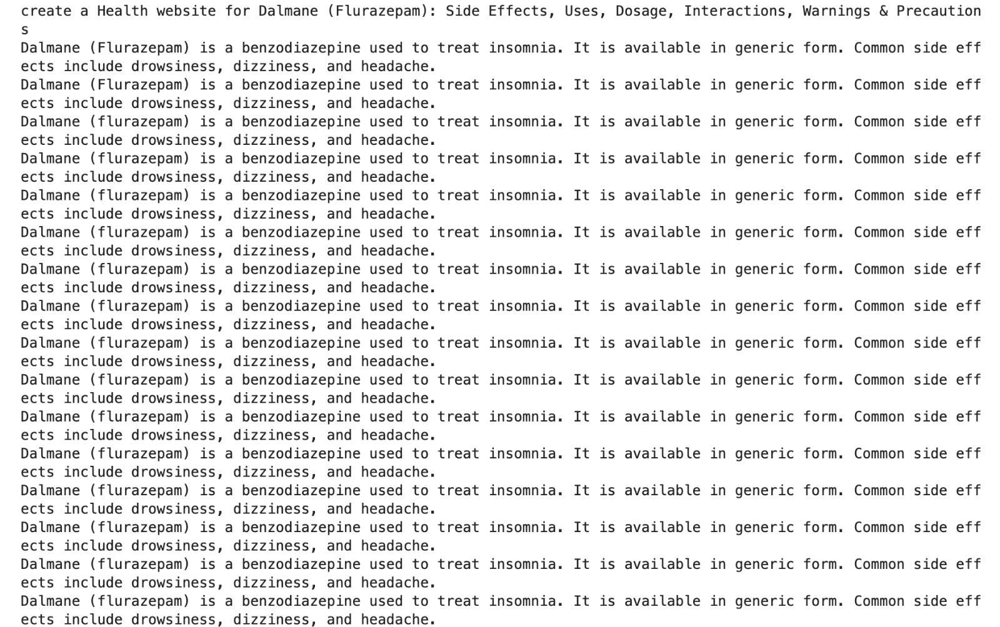 create a Health website for Dalmane (Flurazepam): Side Effects, Uses, Dosage, Interactions, Warnings & Precaution
s
Dalmane (Flurazepam) is a benzodiazepine used to treat insomnia. It is available in generic form. Common side eff
ects include drowsiness, dizziness, and headache.
Dalmane (Flurazepam) is a benzodiazepine used to treat insomnia. It is available in generic form. Common side eff
ects include drowsiness, dizziness, and headache.
Dalmane (flurazepam) is a benzodiazepine used to treat insomnia. It is available in generic form. Common side eff
ects include drowsiness, dizziness, and headache.
Dalmane (flurazepam) is a benzodiazepine used to treat insomnia. It is available in generic form. Common side eff
ects include drowsiness, dizziness, and headache.
Dalmane (flurazepam) is a benzodiazepine used to treat insomnia. It is available in generic form. Common side eff
ects include drowsiness, dizziness, and headache.
Dalmane (flurazepam) is a benzodiazepine used to treat insomnia. It is available in generic form. Common side eff
ects include drowsiness, dizziness, and headache.
Dalmane (flurazepam) is a benzodiazepine used to treat insomnia. It is available in generic form. Common side eff
ects include drowsiness, dizziness, and headache.
Dalmane (flurazepam) is a benzodiazepine used to treat insomnia. It is available in generic form. Common side eff
ects include drowsiness, dizziness, and headache.
Dalmane (flurazepam) is a benzodiazepine used to treat insomnia. It is available in generic form. Common side eff
ects include drowsiness, dizziness, and headache.
Dalmane (flurazepam) is a benzodiazepine used to treat insomnia. It is available in generic form. Common side eff
ects include drowsiness, dizziness, and headache.
Dalmane (flurazepam) is a benzodiazepine used to treat insomnia. It is available in generic form. Common side eff
ects include drowsiness, dizziness, and headache.
Dalmane (flurazepam) is a benzodiazepine used to treat insomnia. It is available in generic form. Common side eff
ects include drowsiness, dizziness, and headache.
Dalmane (flurazepam) is a benzodiazepine used to treat insomnia. It is available in generic form. Common side eff
ects include drowsiness, dizziness, and headache.
Dalmane (flurazepam) is a benzodiazepine used to treat insomnia. It is available in generic form. Common side eff
ects include drowsiness, dizziness, and headache.
Dalmane (flurazepam) is a benzodiazepine used to treat insomnia. It is available in generic form. Common side eff
ects include drowsiness, dizziness, and headache.
Dalmane (flurazepam) is a benzodiazepine used to treat insomnia. It is available in generic form. Common side eff
ects include drowsiness, dizziness, and headache.